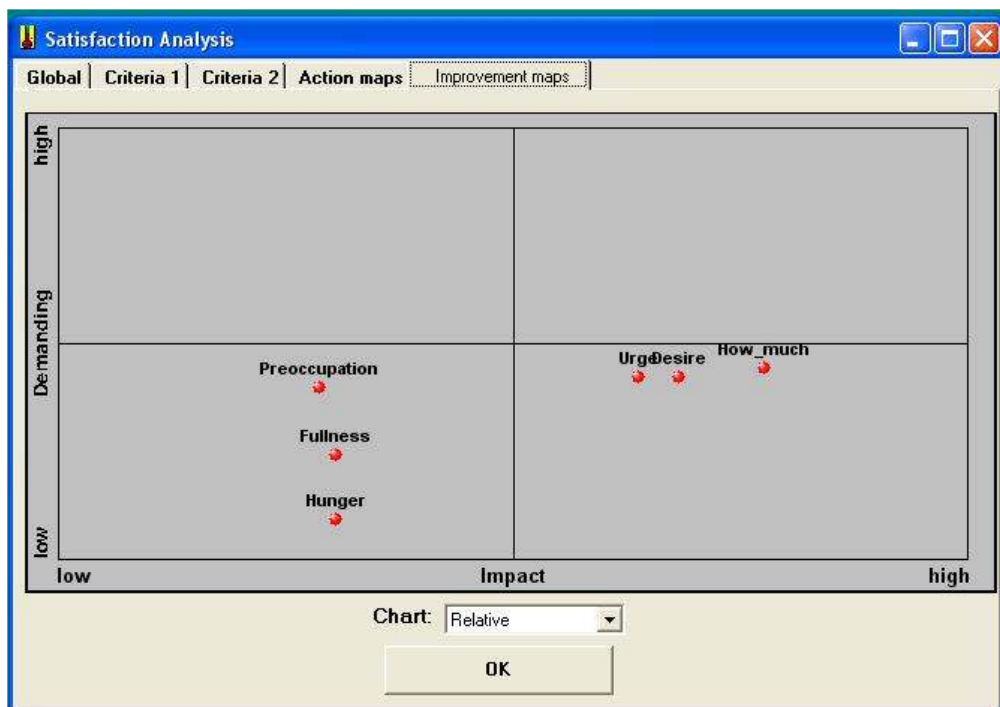 Satisfaction Analysis
Global Criteria 1 Criteria 2 Action maps Improvement maps
high
Demanding
low
How_much
Urge Desire
Preoccupation
Fullness
Hunger
low Impact high
Chart: Relative
OK